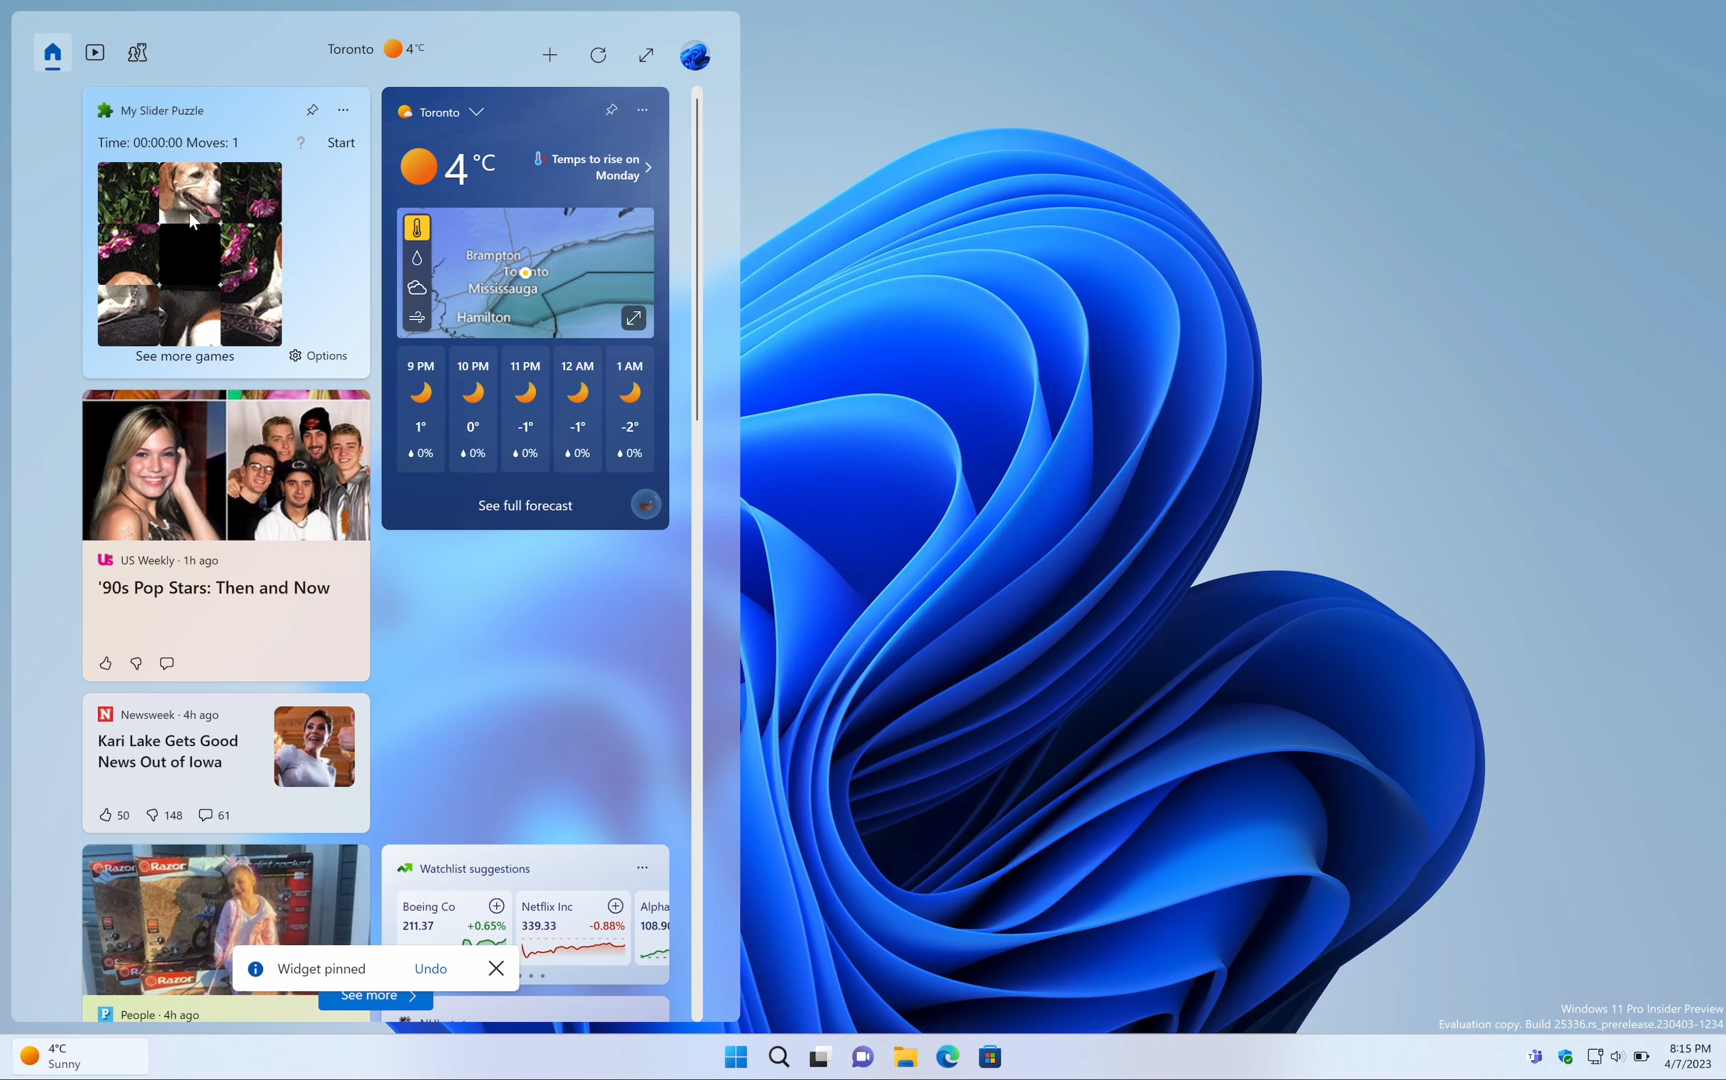 Toronto 4°C
My Slider Puzzle
Time: 00:00:00 Moves: 1 ? Start
See more games
Options
Toronto
4 °C
Temps to rise on
Monday
Brampton
Toronto
Mississauga
Hamilton
9 PM 10 PM 11 PM 12 AM 1 AM
1° 0° -1° -1° -2°
0% 0% 0% 0% 0%
See full forecast
Us US Weekly · 1h ago
'90s Pop Stars: Then and Now
N Newsweek · 4h ago
Kari Lake Gets Good
News Out of Iowa
50 148 61
Razor
Razor
Razor
Razor
P People · 4h ago
Watchlist suggestions
Boeing Co
211.37 +0.65%
Netflix Inc
339.33 -0.88%
Alpha
108.90
Widget pinned Undo
See more
Windows 11 Pro Insider Preview
Evaluation copy. Build 25336.rs_prerelease.230403-1234
4°C
Sunny
8:15 PM
4/7/2023